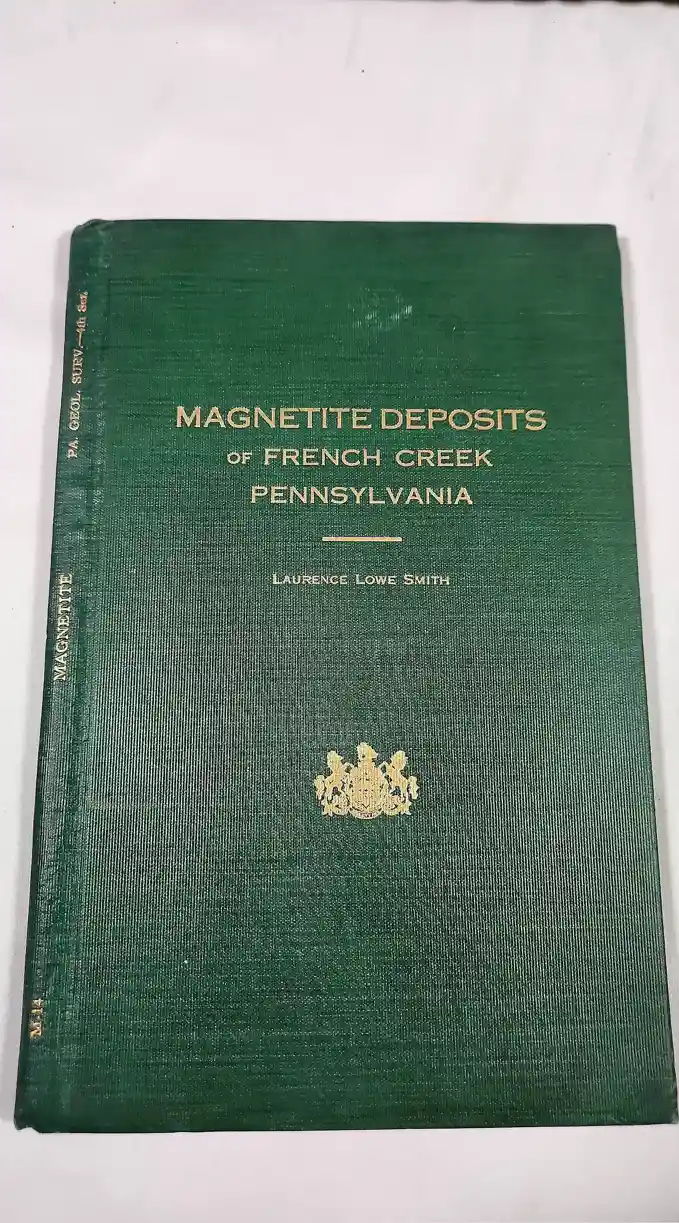 MAGNETITE DEPOSITS
OF FRENCH CREEK
PENNSYLVANIA
LAURENCE LOWE SMITH
PA. GEOL. SURV.—4th Ser.
MAGNETITE
M-14